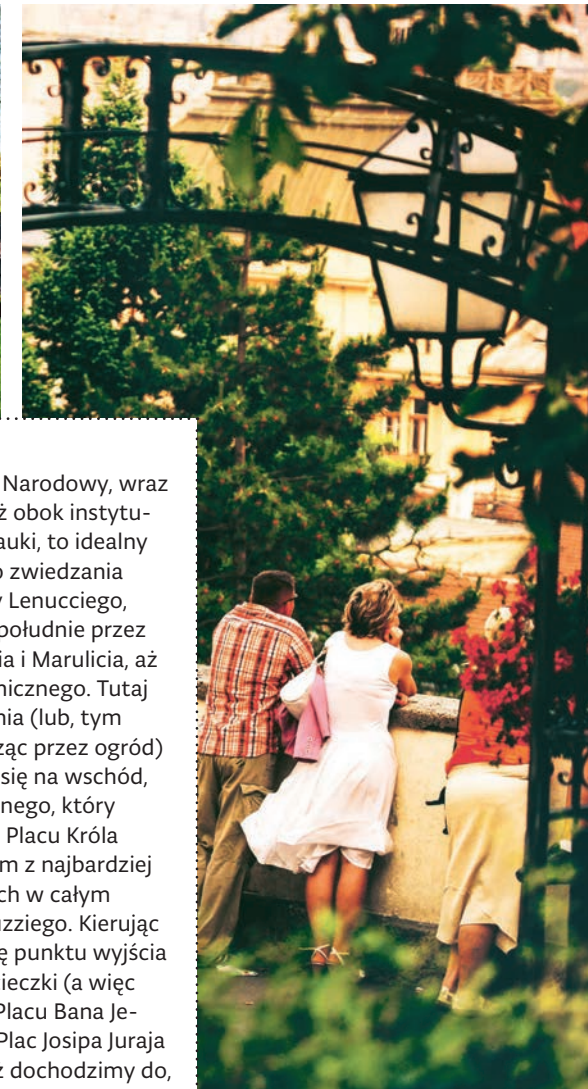 Narodowy, wraz
ż obok instytu-
auki, to idealny
o zwiedzania
y Lenucciego,
południe przez
ia i Marulicia, aż
nicznego. Tutaj
nia (lub, tym
ząc przez ogród)
się na wschód,
nego, który
Placu Króla
m z najbardziej
ch w całym
uzziego. Kierując
ę punktu wyjścia
ieczki (a więc
Placu Bana Je-
Plac Josipa Juraja
ż dochodzimy do,